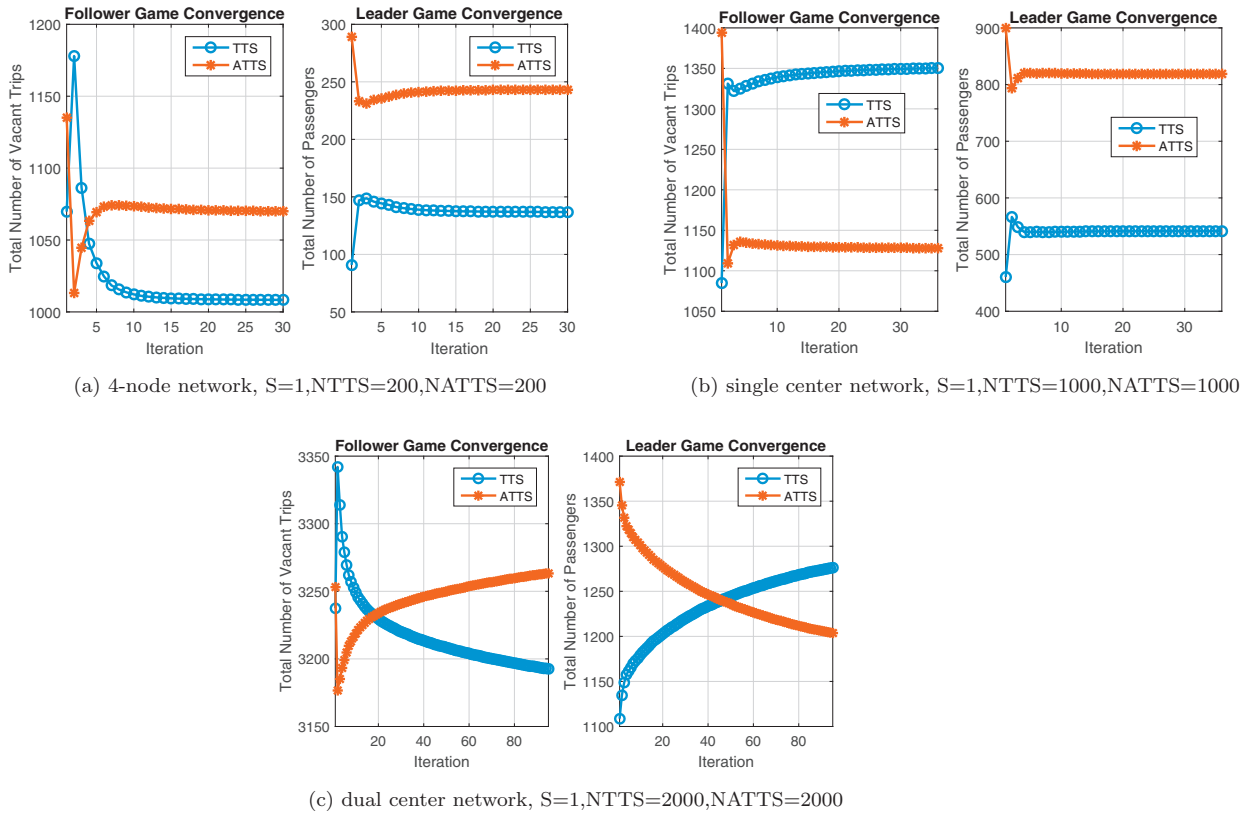 Follower Game Convergence
Total Number of Vacant Trips
1200
1150
1100
1050
1000
TTS
ATTS
5 10 15 20 25 30
Iteration
Leader Game Convergence
Total Number of Passengers
300
250
200
150
100
50
TTS
ATTS
5 10 15 20 25 30
Iteration
(a) 4-node network, S=1,NTTS=200,NATTS=200
Follower Game Convergence
Total Number of Vacant Trips
1400
1350
1300
1250
1200
1150
1100
1050
TTS
ATTS
10 20 30
Iteration
Leader Game Convergence
Total Number of Passengers
900
800
700
600
500
400
TTS
ATTS
10 20 30
Iteration
(b) single center network, S=1,NTTS=1000,NATTS=1000
Follower Game Convergence
Total Number of Vacant Trips
3350
3300
3250
3200
3150
TTS
ATTS
20 40 60 80
Iteration
Leader Game Convergence
Total Number of Passengers
1400
1350
1300
1250
1200
1150
1100
TTS
ATTS
20 40 60 80
Iteration
(c) dual center network, S=1,NTTS=2000,NATTS=2000